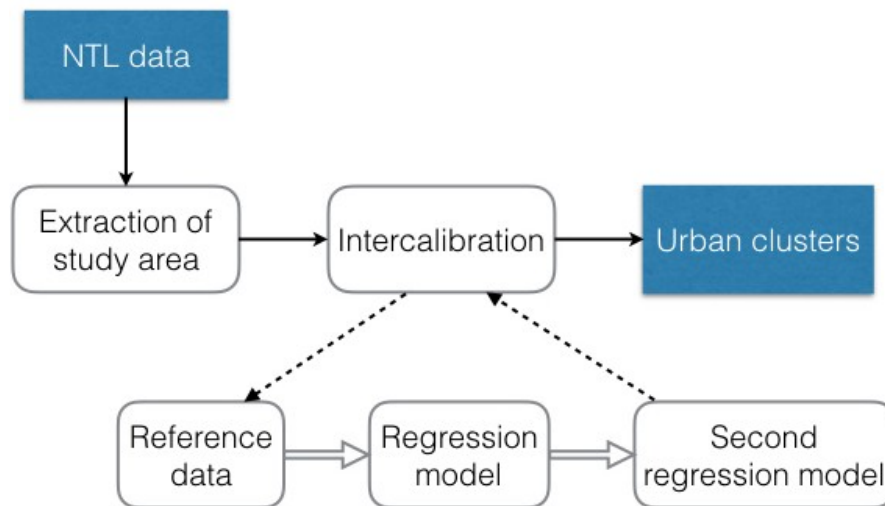 NTL data
Extraction of
study area
Intercalibration
Urban clusters
Reference
data
Regression
model
Second
regression model